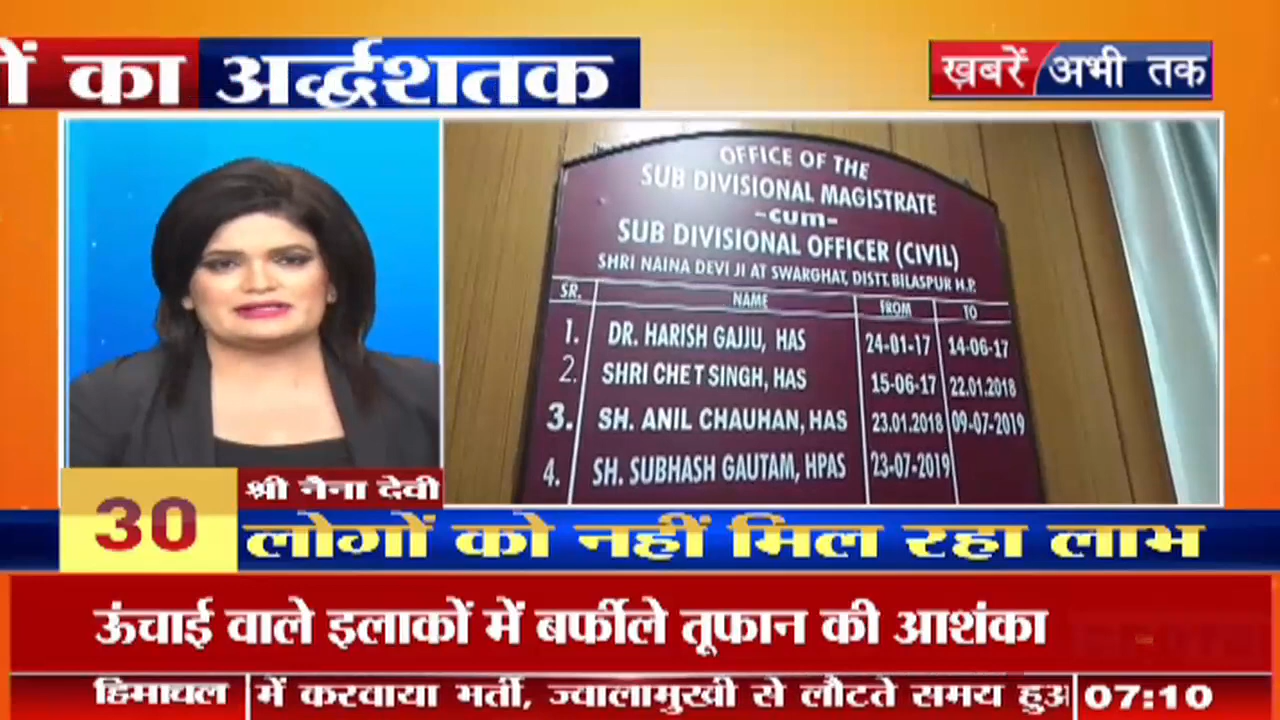 का अर्द्धशतक
ख़बरें अभी तक
OFFICE OF THE
SUB DIVISIONAL MAGISTRATE
-cum-
SUB DIVISIONAL OFFICER (CIVIL)
SHRI NAINA DEVI JI AT SWARGHAT, DISTT. BILASPUR H.P.
SR. NAME FROM TO
1. DR. HARISH GAJJU, HAS 24-01-17 14-06-17
2. SHRI CHET SINGH, HAS 15-06-17 22.01.2018
3. SH. ANIL CHAUHAN, HAS 23.01.2018 09-07-2019
4. SH. SUBHASH GAUTAM, HPAS 23-07-2019
श्री नैना देवी
30 लोगों को नहीं मिल रहा लाभ
ऊंचाई वाले इलाकों में बर्फीले तूफान की आशंका
हिमाचल में करवाया भर्ती, ज्वालामुखी से लौटते समय 07:10